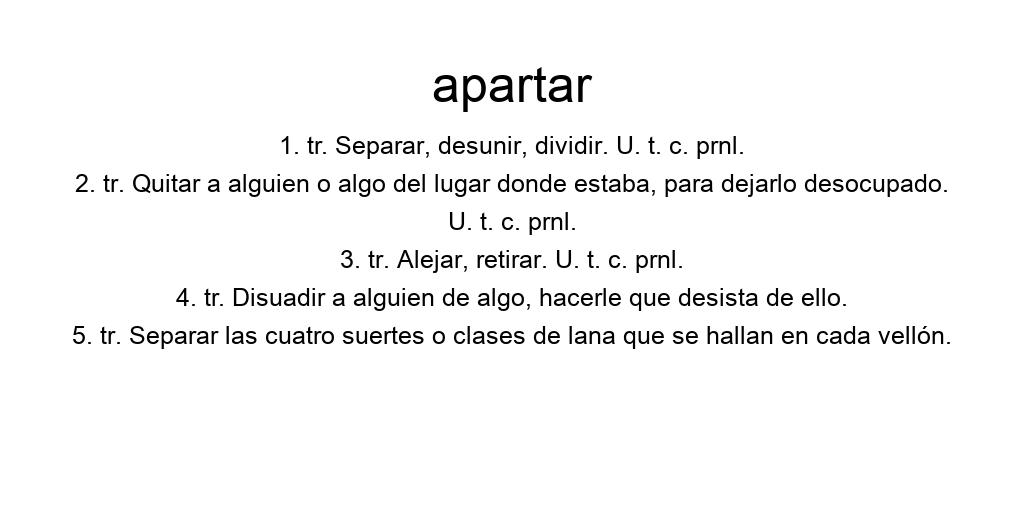 apartar
1. tr. Separar, desunir, dividir. U. t. c. prnl.
2. tr. Quitar a alguien o algo del lugar donde estaba, para dejarlo desocupado.
U. t. c. prnl.
3. tr. Alejar, retirar. U. t. c. prnl.
4. tr. Disuadir a alguien de algo, hacerle que desista de ello.
5. tr. Separar las cuatro suertes o clases de lana que se hallan en cada vellón.